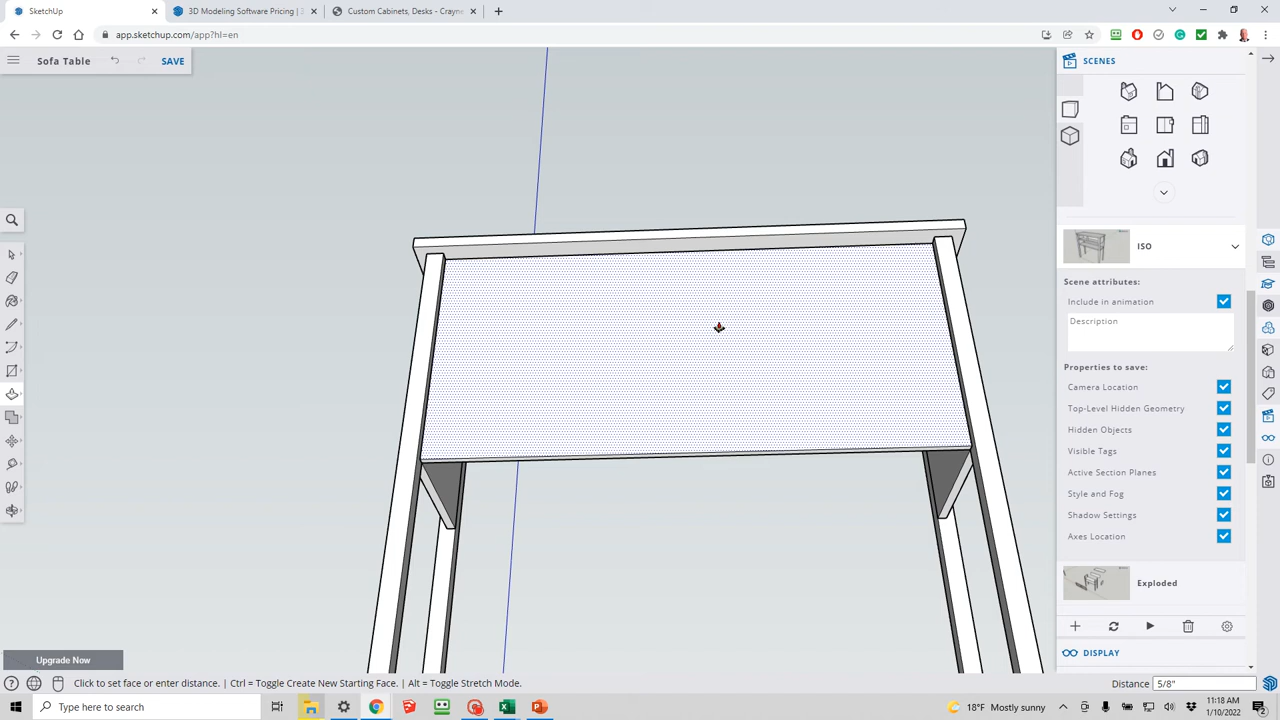 SketchUp
3D Modeling Software Pricing | 3
Custom Cabinets, Desks - Crayne
app.sketchup.com/app?hl=en
Sofa Table
SAVE
SCENES
ISO
Scene attributes:
Include in animation
Description
Properties to save:
Camera Location
Top-Level Hidden Geometry
Hidden Objects
Visible Tags
Active Section Planes
Style and Fog
Shadow Settings
Axes Location
Exploded
DISPLAY
Upgrade Now
Click to set face or enter distance. | Ctrl = Toggle Create New Starting Face. | Alt = Toggle Stretch Mode.
Distance 5/8"
Type here to search
18°F Mostly sunny
11:18 AM
1/10/2022